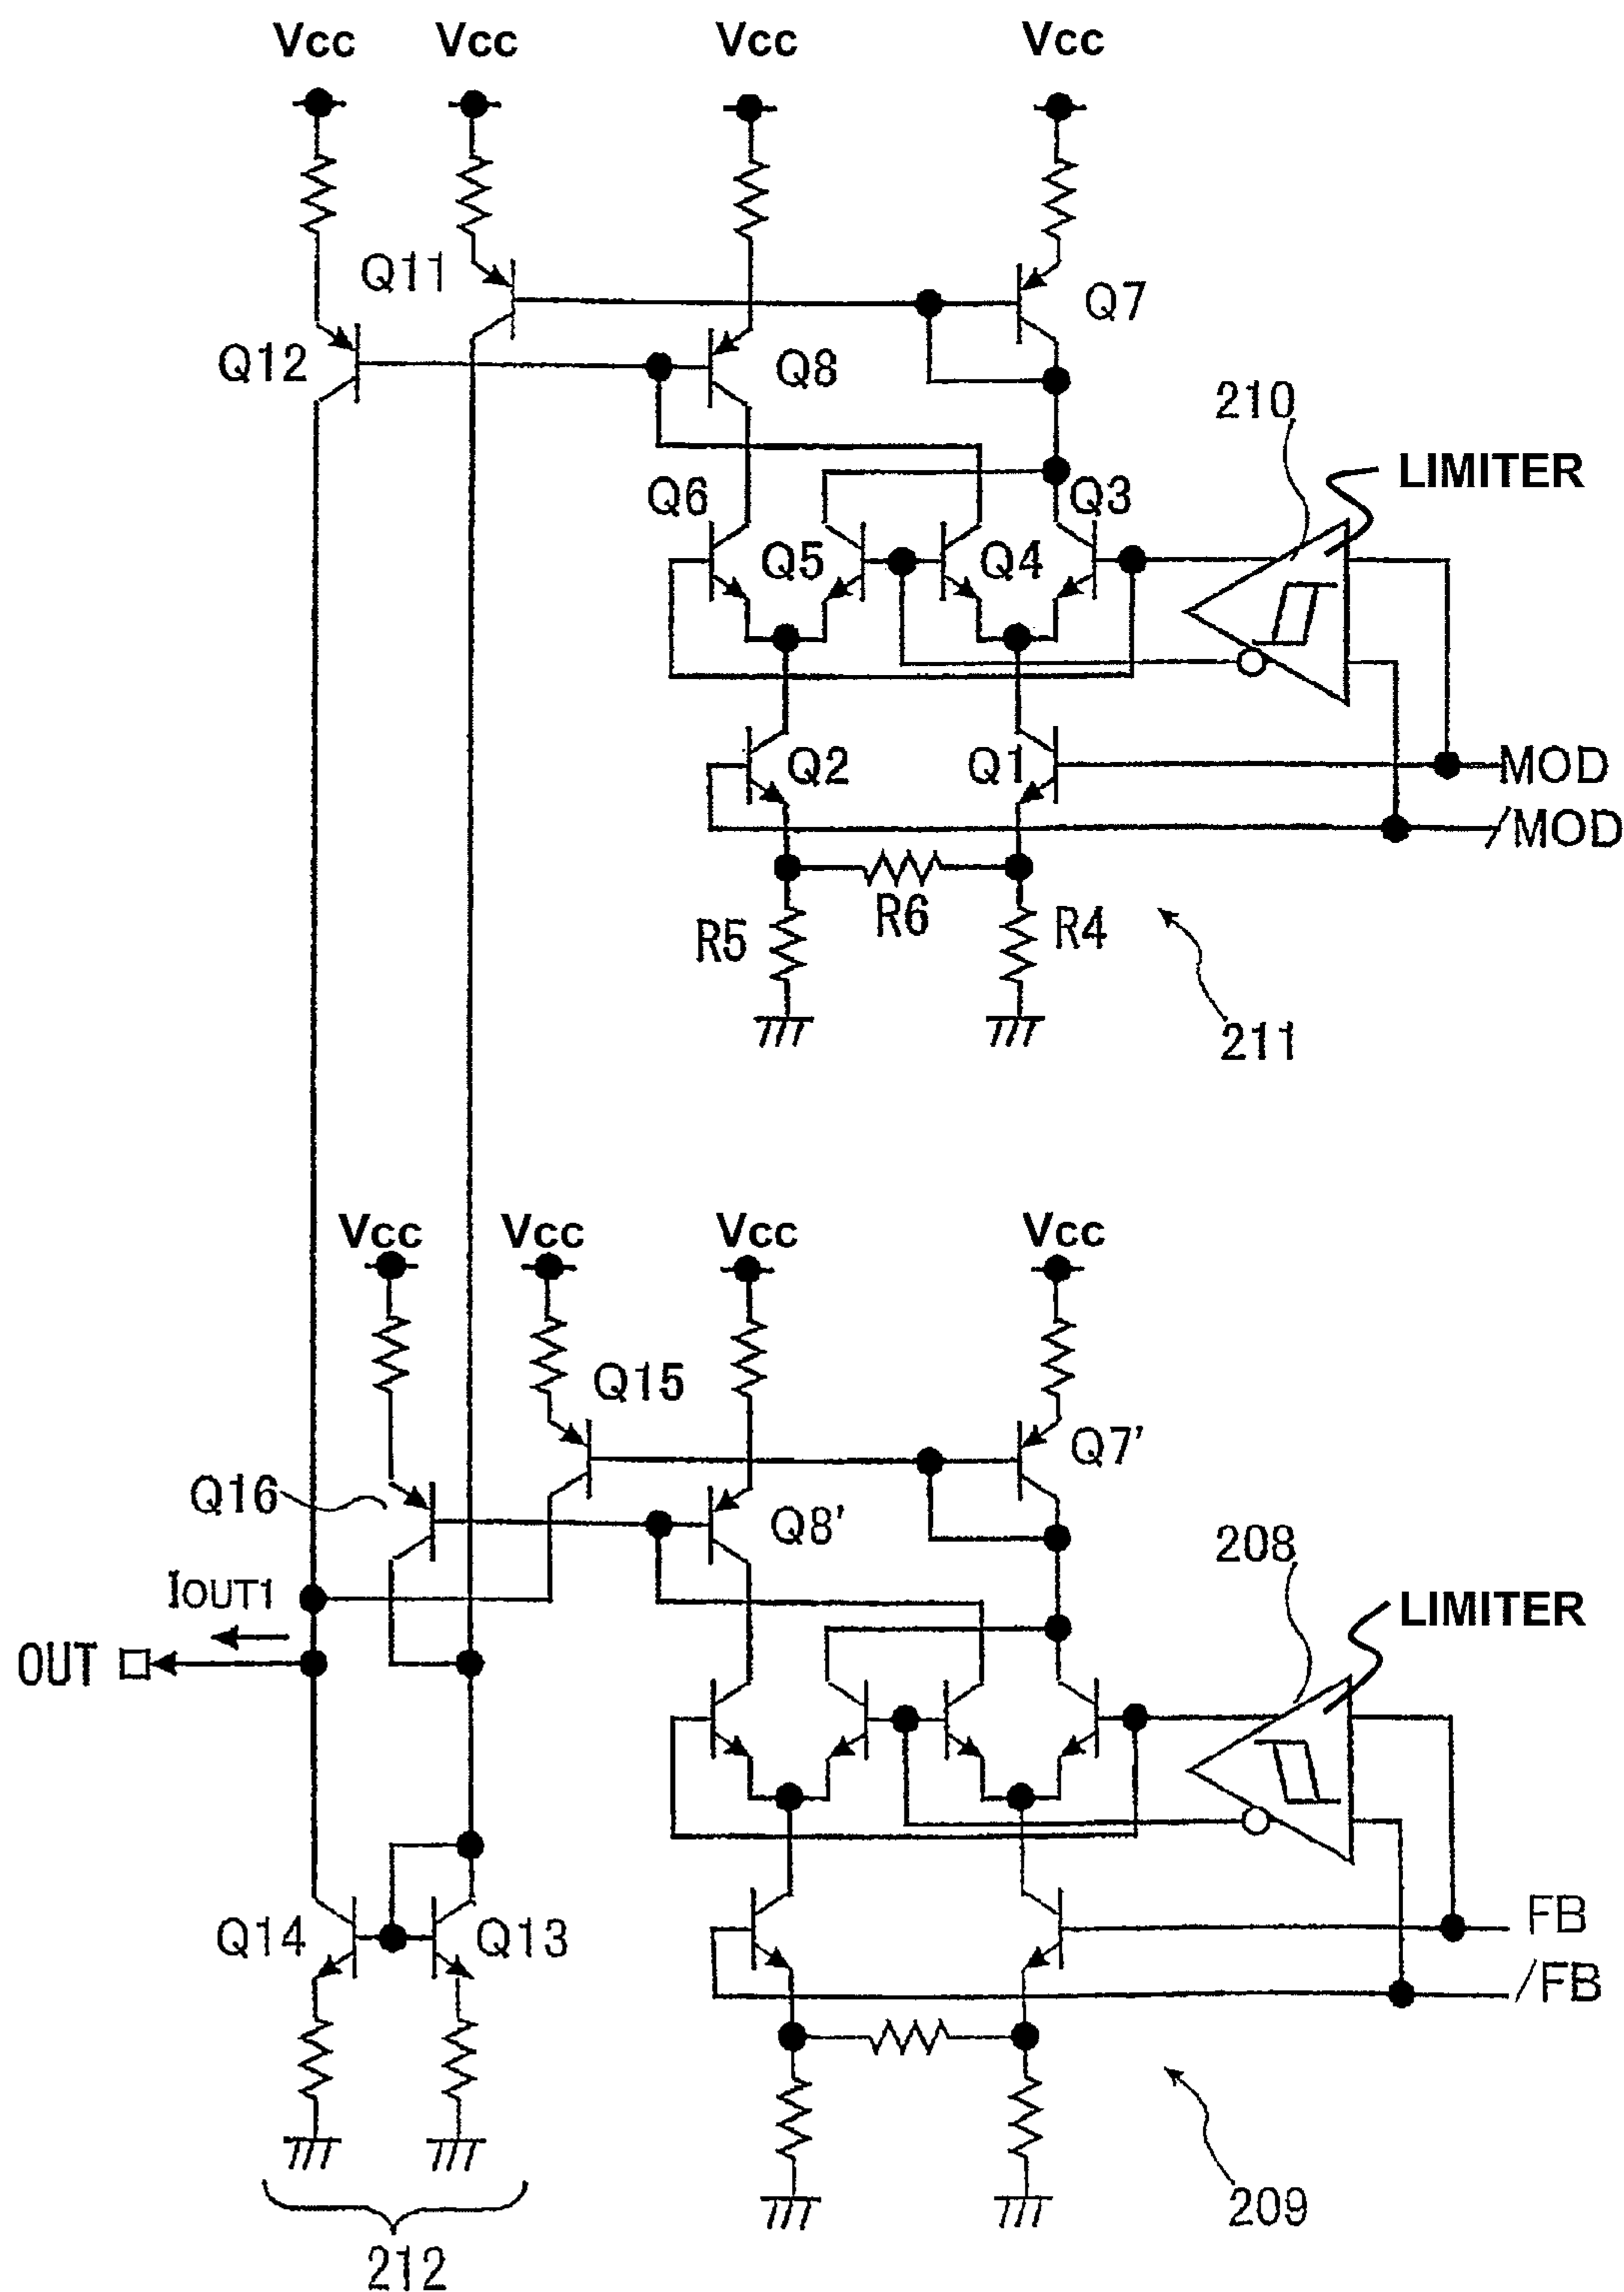 Vcc Vcc Vcc Vcc
Q11
Q7
Q12
Q8
210
LIMITER
Q6
Q3
Q5
Q4
Q2
Q1
MOD
/MOD
R6
R5
R4
211
Vcc Vcc Vcc Vcc
Q15
Q7'
Q16
Q8'
208
IOUT1
LIMITER
OUT
FB
Q14
Q13
/FB
209
212